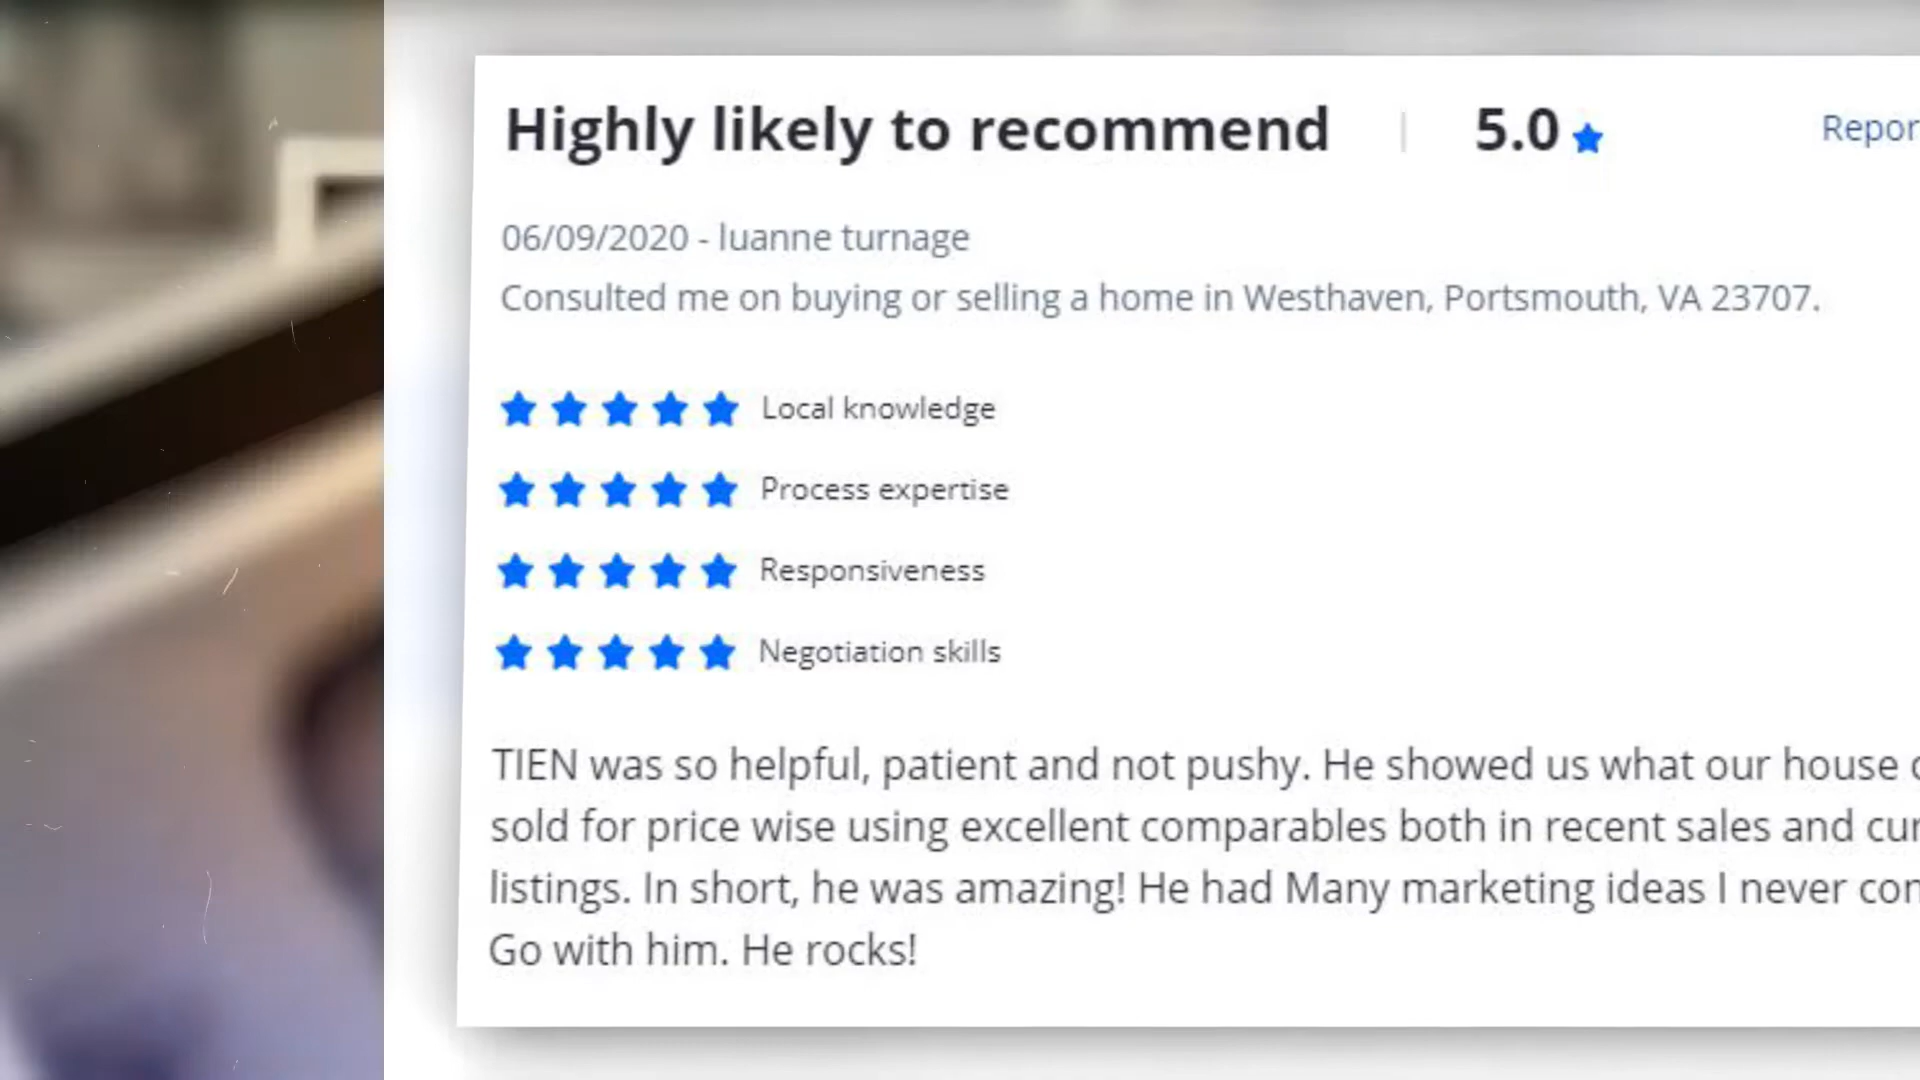 Highly likely to recommend 5.0
06/09/2020 - luanne turnage
Consulted me on buying or selling a home in Westhaven, Portsmouth, VA 23707.
Local knowledge
Process expertise
Responsiveness
Negotiation skills
TIEN was so helpful, patient and not pushy. He showed us what our house
sold for price wise using excellent comparables both in recent sales and
listings. In short, he was amazing! He had Many marketing ideas I never
Go with him. He rocks!